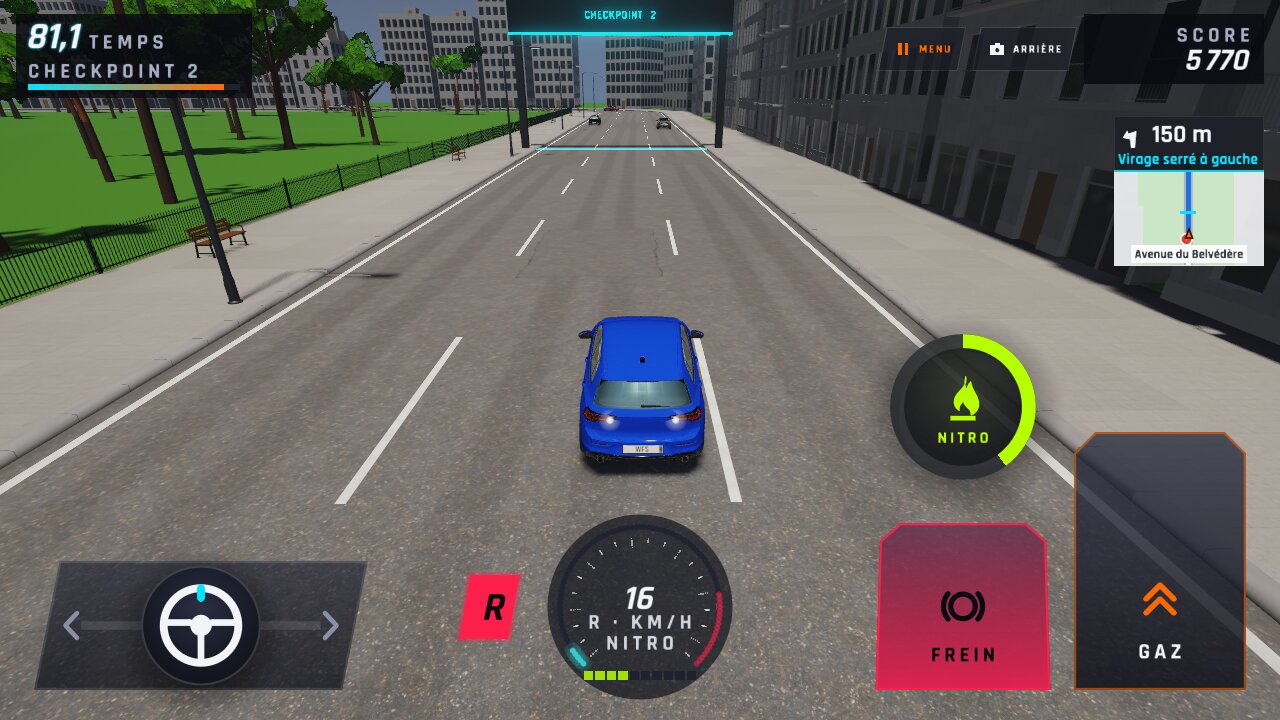 81,1 TEMPS
CHECKPOINT 2
CHECKPOINT 2
MENU
ARRIÈRE
SCORE
5 770
150 m
Virage serré à gauche
Avenue du Belvédère
NITRO
WFS
R
16
R · KM/H
NITRO
FREIN
GAZ